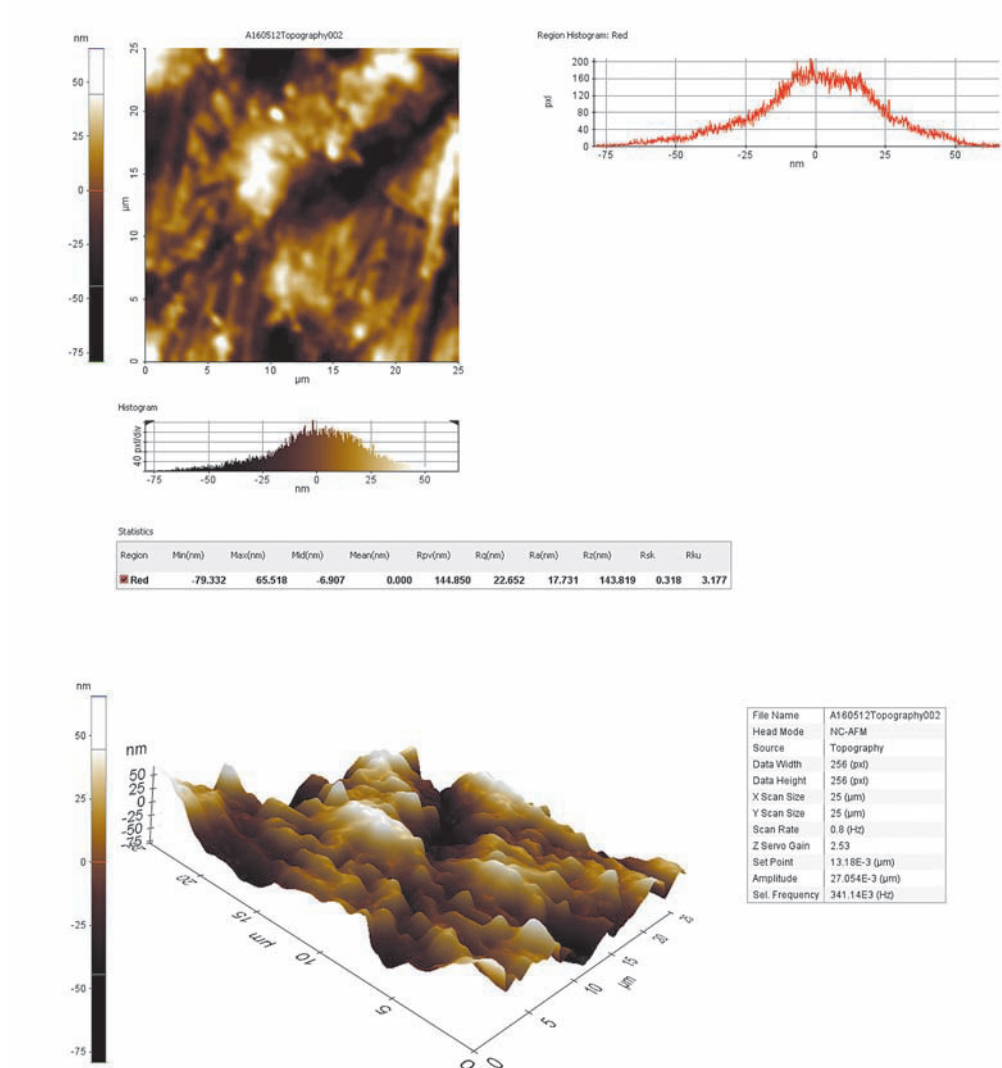 nm
A160512Topography002
Region Histogram: Red
50
25
0
-25
-50
-75
µm
25
20
15
10
5
0
0 5 10 15 20 25
µm
pxl
200
160
120
80
40
0
-75 -50 -25 0 25 50
nm
Histogram
40 pxl/div
-75 -50 -25 0 25 50
nm
Statistics
Region Min(nm) Max(nm) Mid(nm) Mean(nm) Rpv(nm) Rq(nm) Ra(nm) Rz(nm) Rsk Rku
Red -79.332 65.518 -6.907 0.000 144.850 22.652 17.731 143.819 0.318 3.177
nm
50
25
0
-25
-50
-75
nm
50
25
0
-25
-50
-75
20
15
µm
10
5
0
0
5
10
µm
15
20
25
File Name A160512Topography002
Head Mode NC-AFM
Source Topography
Data Width 256 (pxl)
Data Height 256 (pxl)
X Scan Size 25 (µm)
Y Scan Size 25 (µm)
Scan Rate 0.8 (Hz)
Z Servo Gain 2.53
Set Point 13.18E-3 (µm)
Amplitude 27.054E-3 (µm)
Sel. Frequency 341.14E3 (Hz)